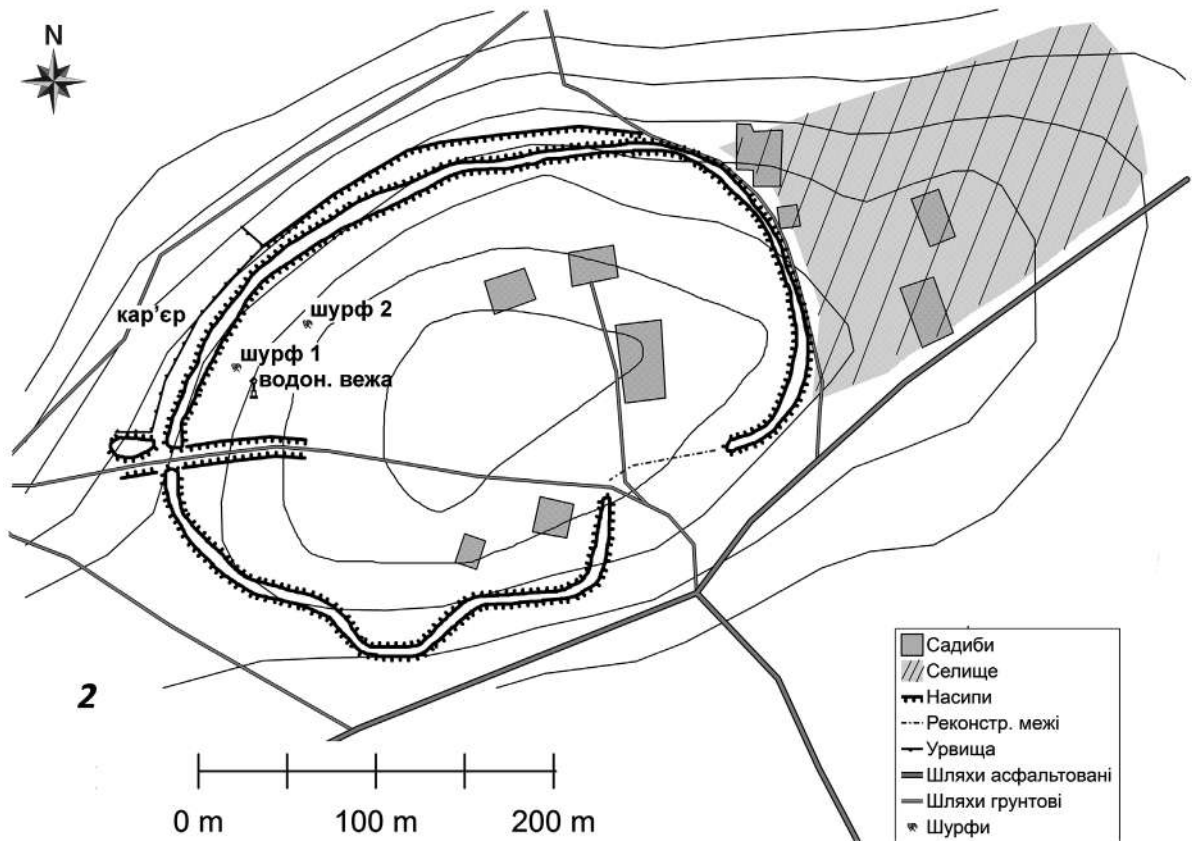 N
кар'єр
шурф 2
шурф 1
водон. вежа
2
0 m 100 m 200 m
Садиби
Селище
Насипи
Реконстр. межі
Урвища
Шляхи асфальтовані
Шляхи грунтові
Шурфи